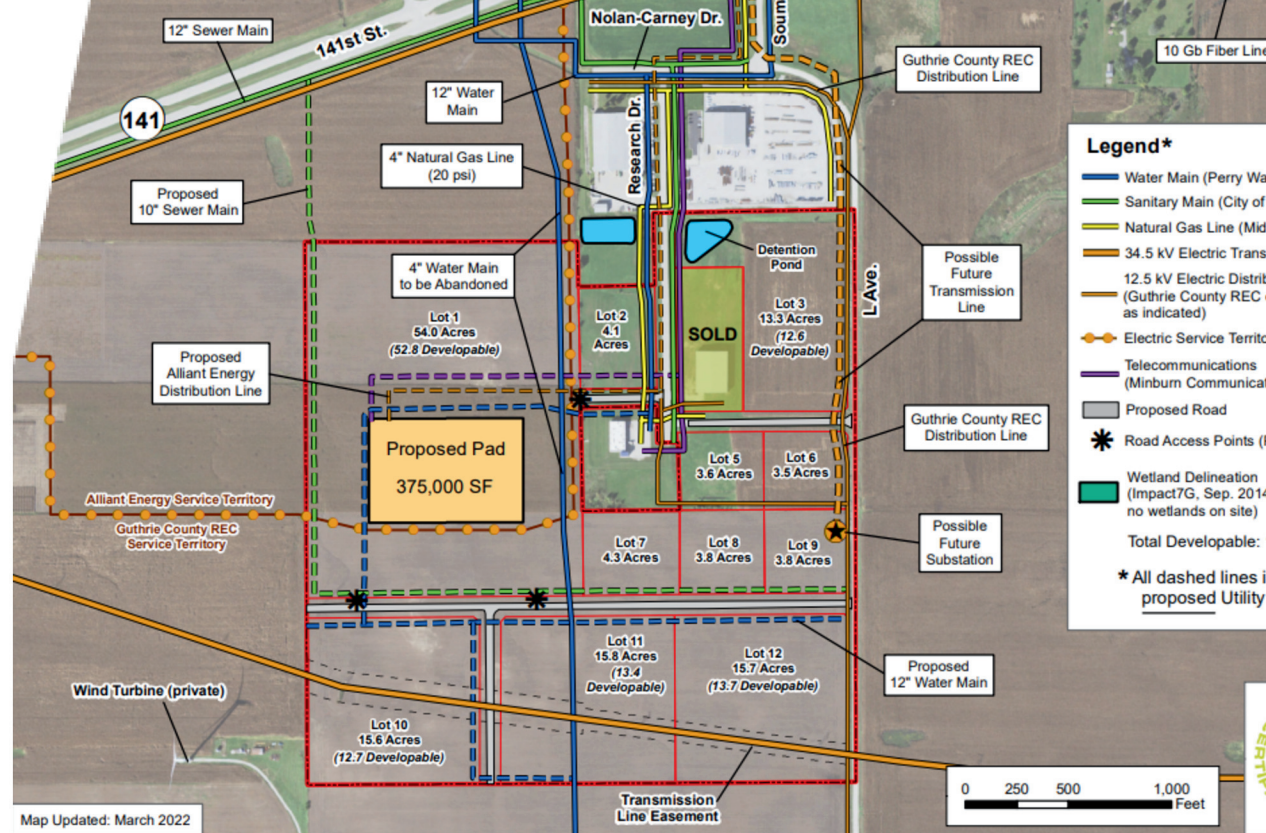 12" Sewer Main
141st St.
Nolan-Carney Dr.
10 Gb Fiber Line
Guthrie County REC
Distribution Line
12" Water
Main
141
Research Dr.
4" Natural Gas Line
(20 psi)
Proposed
10" Sewer Main
4" Water Main
to be Abandoned
Detention
Pond
Possible
Future
Transmission
Line
L Ave.
Lot 1
54.0 Acres
(52.8 Developable)
Lot 2
4.1
Acres
SOLD
Lot 3
13.3 Acres
(12.6
Developable)
Proposed
Alliant Energy
Distribution Line
Guthrie County REC
Distribution Line
Proposed Pad
375,000 SF
Lot 5
3.6 Acres
Lot 6
3.5 Acres
Alliant Energy Service Territory
Guthrie County REC
Service Territory
Lot 7
4.3 Acres
Lot 8
3.8 Acres
Lot 9
3.8 Acres
Possible
Future
Substation
Lot 11
15.8 Acres
(13.4
Developable)
Lot 12
15.7 Acres
(13.7 Developable)
Proposed
12" Water Main
Wind Turbine (private)
Lot 10
15.6 Acres
(12.7 Developable)
Transmission
Line Easement
Map Updated: March 2022
Legend*
Water Main (Perry Wa
Sanitary Main (City of
Natural Gas Line (Mid
34.5 kV Electric Trans
12.5 kV Electric Distrib
(Guthrie County REC
as indicated)
Electric Service Territo
Telecommunications
(Minburn Communicat
Proposed Road
Road Access Points (
Wetland Delineation
(Impact7G, Sep. 2014
no wetlands on site)
Total Developable:
* All dashed lines i
proposed Utility
0 250 500 1,000
Feet